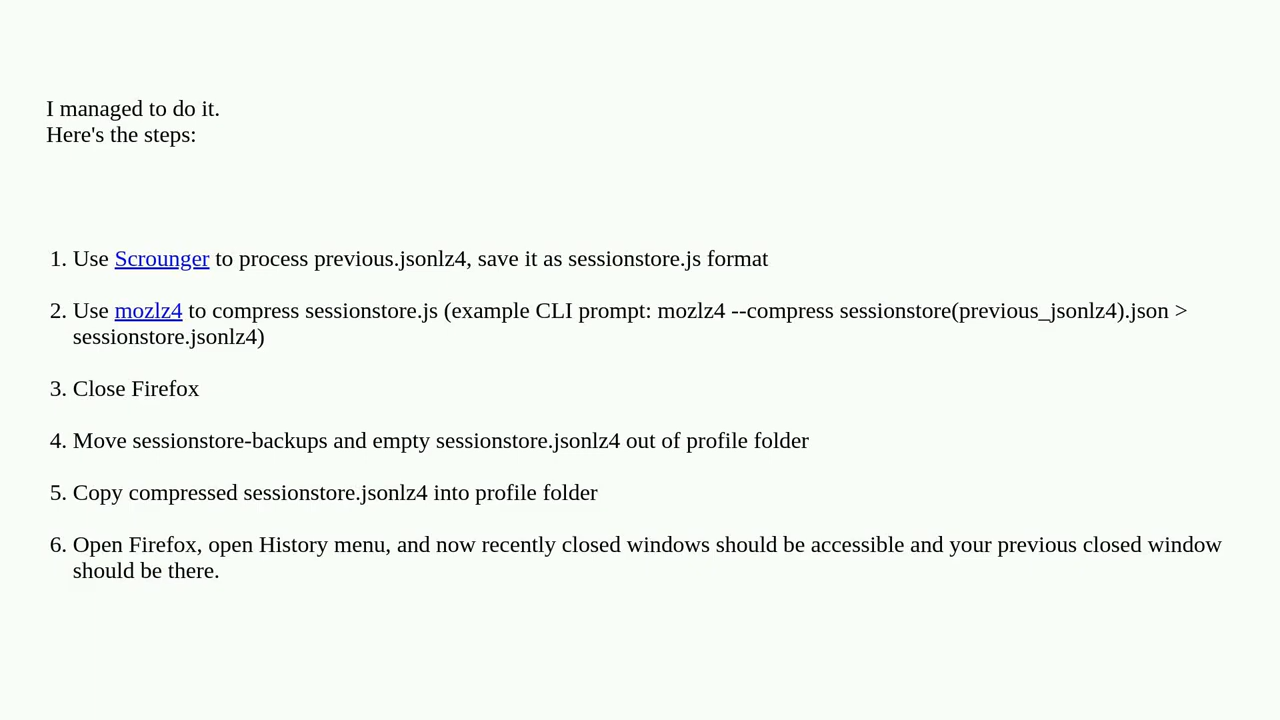 I managed to do it.
Here's the steps:
1. Use Scrounger to process previous.jsonlz4, save it as sessionstore.js format
2. Use mozlz4 to compress sessionstore.js (example CLI prompt: mozlz4 --compress sessionstore(previous_jsonlz4).json >
sessionstore.jsonlz4)
3. Close Firefox
4. Move sessionstore-backups and empty sessionstore.jsonlz4 out of profile folder
5. Copy compressed sessionstore.jsonlz4 into profile folder
6. Open Firefox, open History menu, and now recently closed windows should be accessible and your previous closed window
should be there.